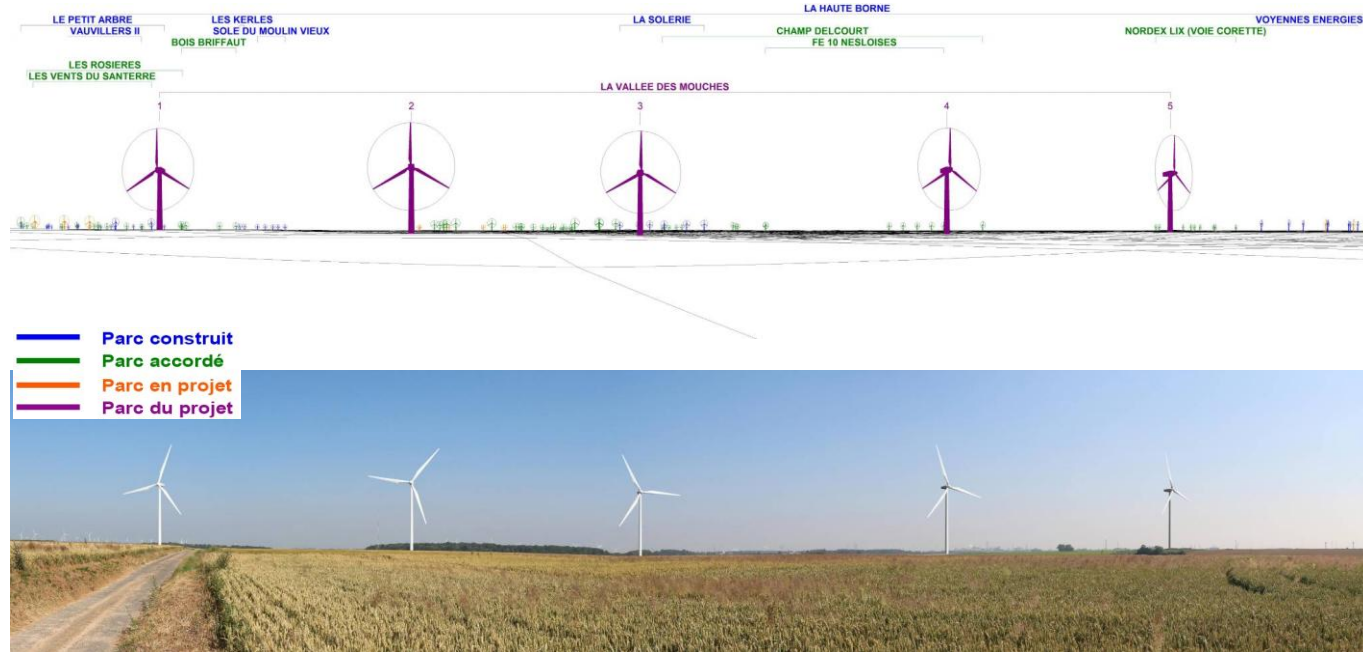 LA HAUTE BORNE
LE PETIT ARBRE
LES KERLES
LA SOLERIE
VOYENNES ENERGIES
VAUVILLERS II
SOLE DU MOULIN VIEUX
CHAMP DELCOURT
NORDEX LIX (VOIE CORETTE)
BOIS BRIFFAUT
FE 10 NESLOISES
LES ROSIERES
LES VENTS DU SANTERRE
LA VALLEE DES MOUCHES
1
2
3
4
5
Parc construit
Parc accordé
Parc en projet
Parc du projet